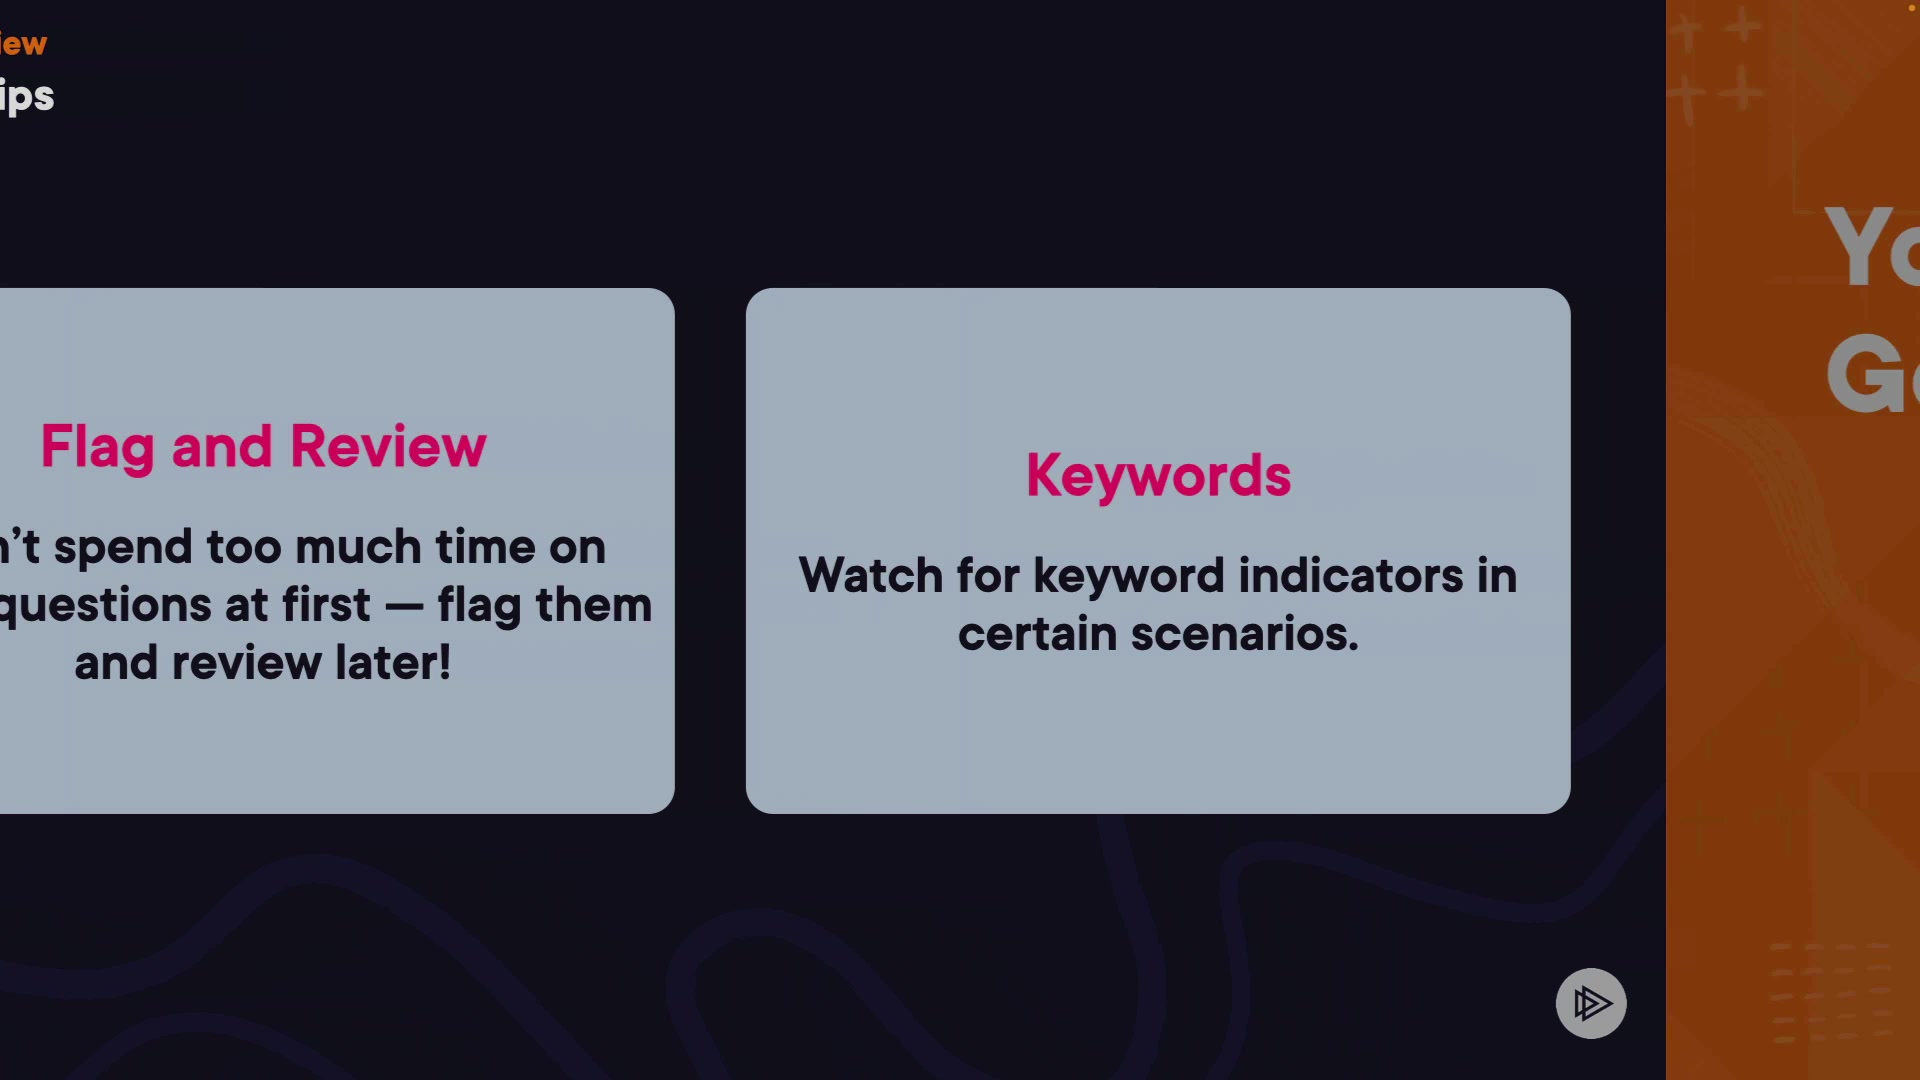 iew
ips
Flag and Review
n’t spend too much time on
questions at first — flag them
and review later!
Keywords
Watch for keyword indicators in
certain scenarios.
Yo
Go